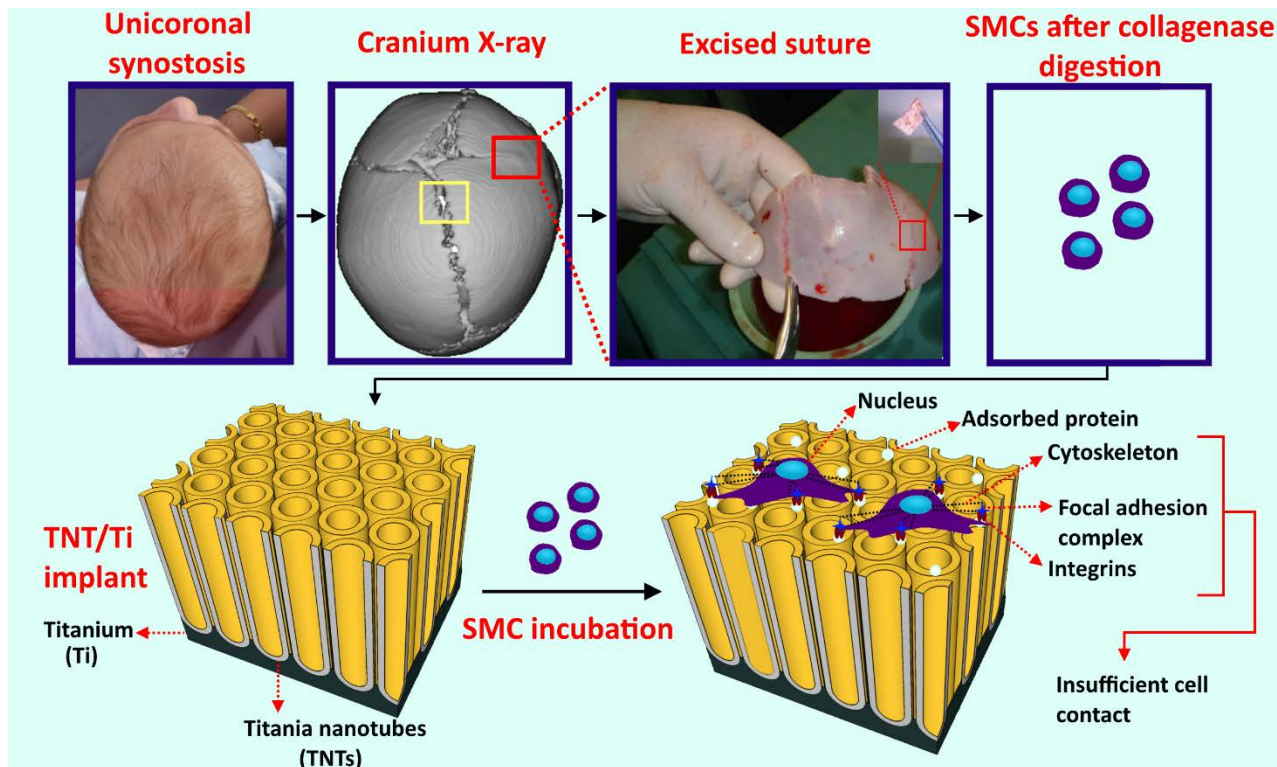 Unicoronal
synostosis
Cranium X-ray
Excised suture
SMCs after collagenase
digestion
TNT/Ti
implant
Titanium
(Ti)
Titania nanotubes
(TNTs)
SMC incubation
Nucleus
Adsorbed protein
Cytoskeleton
Focal adhesion
complex
Integrins
Insufficient cell
contact